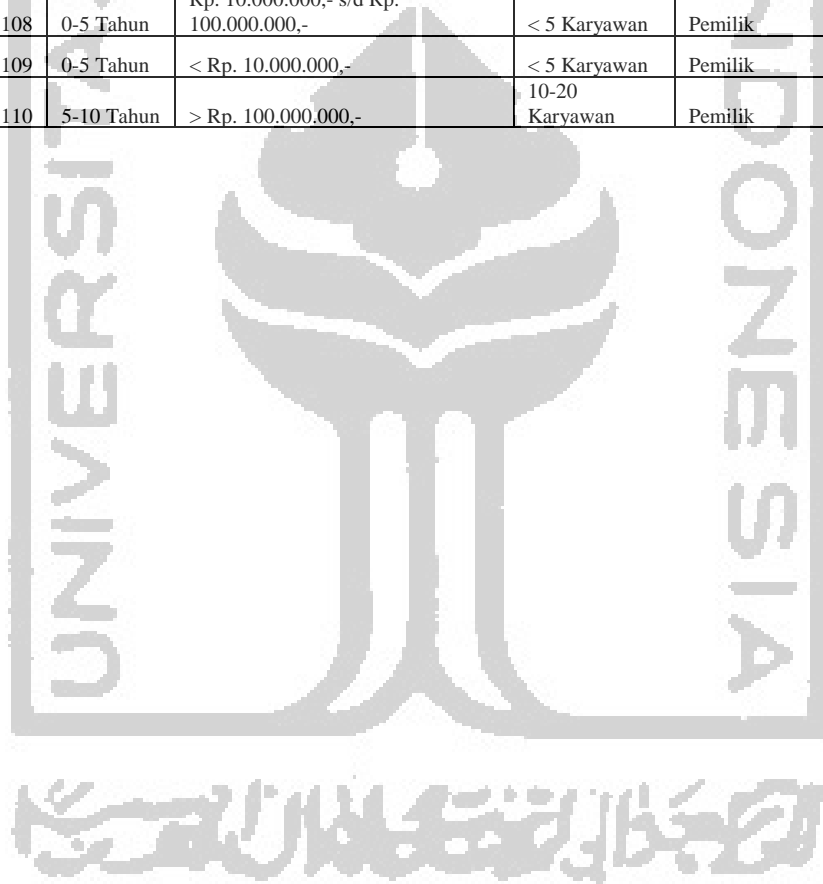 Rp. 10.000.000,- s/d Rp.
108 0-5 Tahun 100.000.000,- < 5 Karyawan Pemilik
109 0-5 Tahun < Rp. 10.000.000,- < 5 Karyawan Pemilik
10-20
110 5-10 Tahun > Rp. 100.000.000,- Karyawan Pemilik
UNIVERSITA
NDONESIA